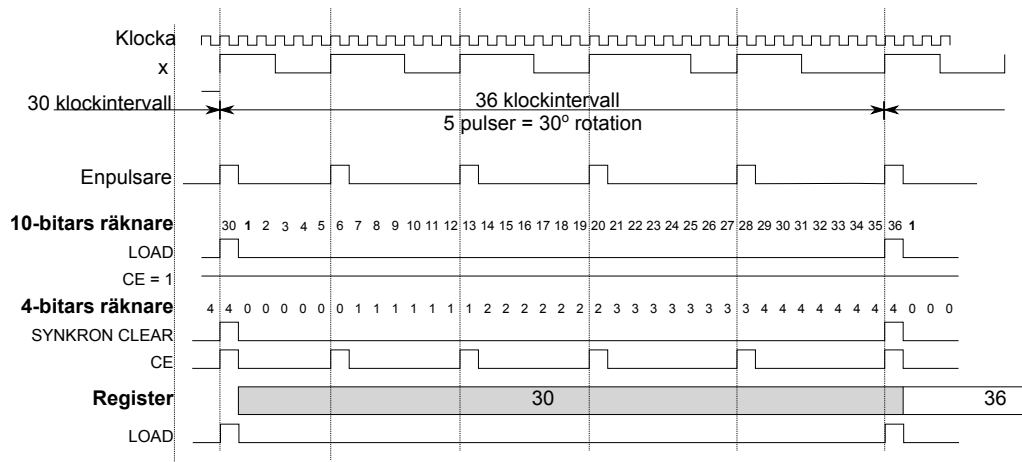 Klocka
x
30 klockintervall
36 klockintervall
5 pulser = 30° rotation
Enpulsare
10-bitars räknare 30 1 2 3 4 5 6 7 8 9 10 11 12 13 14 15 16 17 18 19 20 21 22 23 24 25 26 27 28 29 30 31 32 33 34 35 36 1
LOAD
CE = 1
4-bitars räknare 4 4 0 0 0 0 0 1 1 1 1 1 1 1 2 2 2 2 2 2 2 3 3 3 3 3 3 3 3 4 4 4 4 4 4 4 4 0 0 0
SYNKRON CLEAR
CE
Register 30 36
LOAD